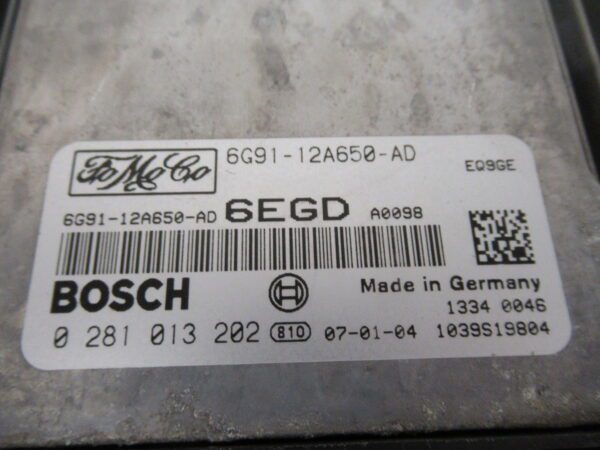 FoMoCo 6G91-12A650-AD EQ9GE
6G91-12A650-AD 6EGD A0098
BOSCH Made in Germany
1334 0046
0 281 013 202 810 07-01-04 1039S19804